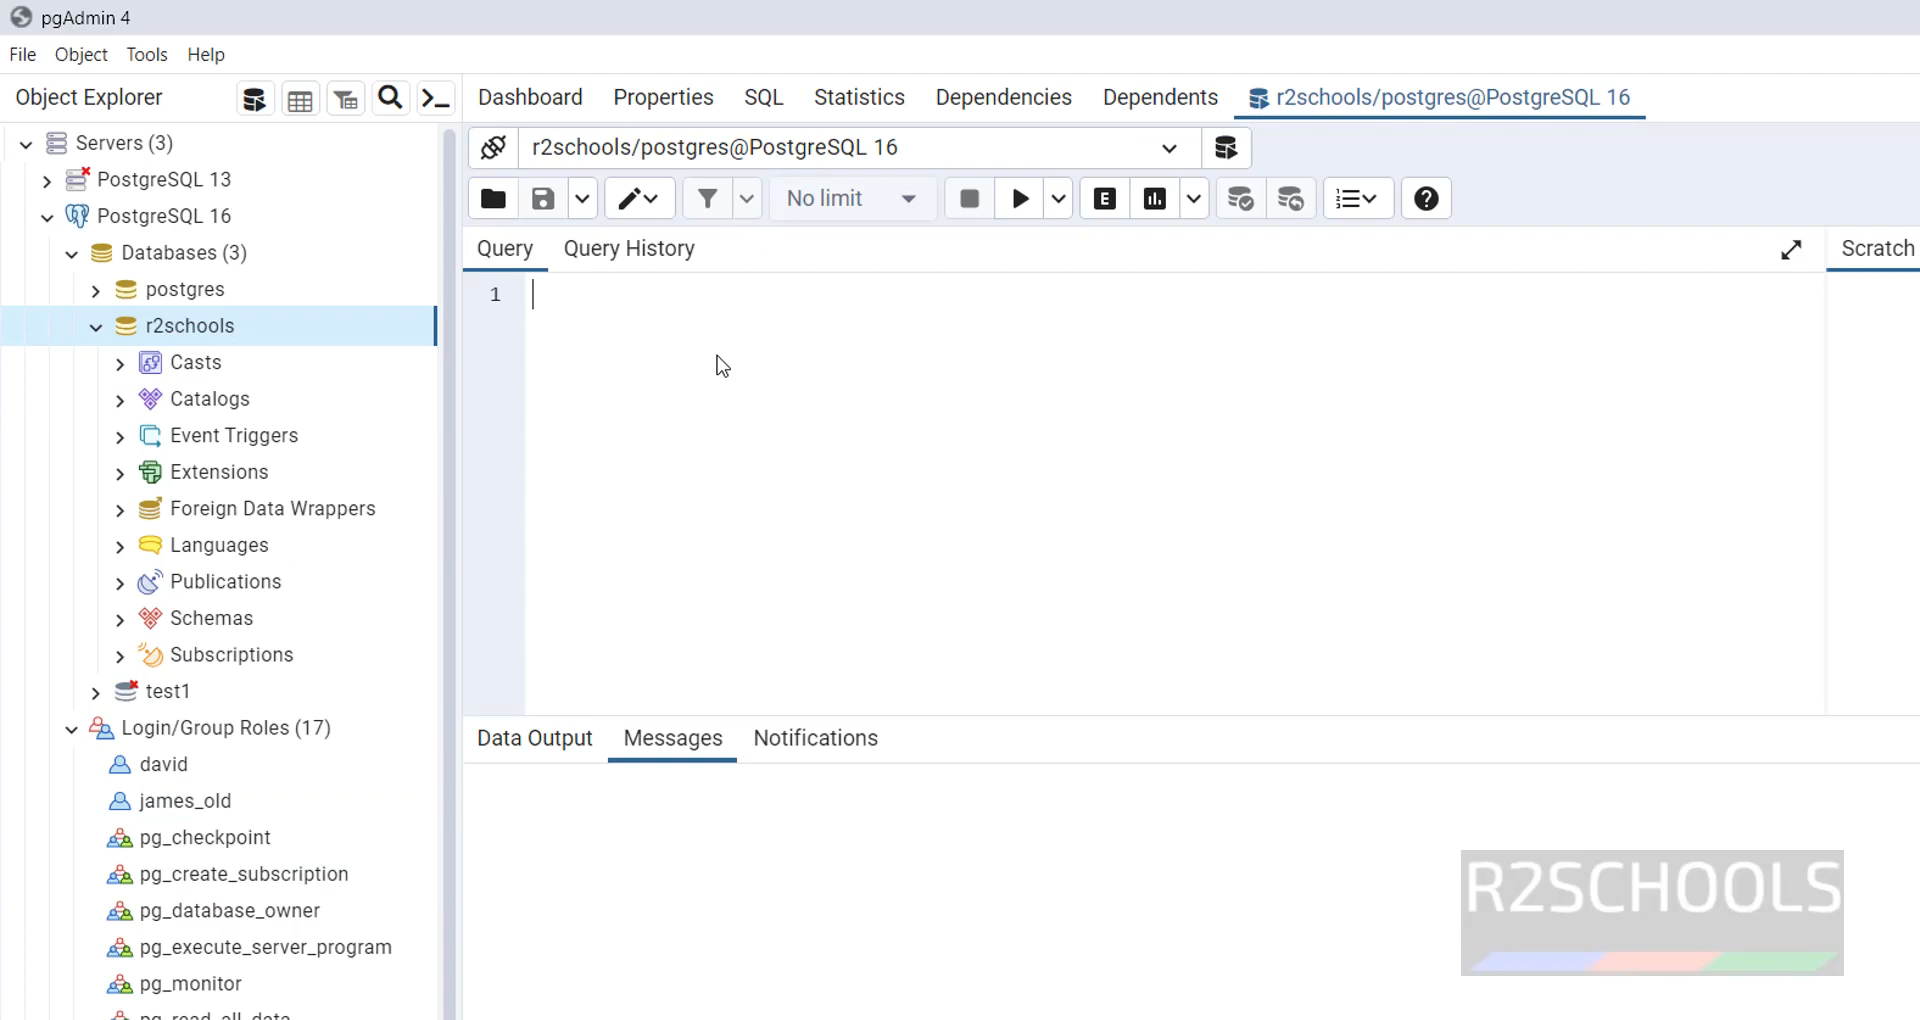 pgAdmin 4
File Object Tools Help
Object Explorer
Dashboard Properties SQL Statistics Dependencies Dependents r2schools/postgres@PostgreSQL 16
Servers (3)
PostgreSQL 13
PostgreSQL 16
Databases (3)
postgres
r2schools
Casts
Catalogs
Event Triggers
Extensions
Foreign Data Wrappers
Languages
Publications
Schemas
Subscriptions
test1
Login/Group Roles (17)
david
james_old
pg_checkpoint
pg_create_subscription
pg_database_owner
pg_execute_server_program
pg_monitor
pg_read_all_data
r2schools/postgres@PostgreSQL 16
No limit
E
Query Query History
Scratch
1
Data Output Messages Notifications
R2SCHOOLS